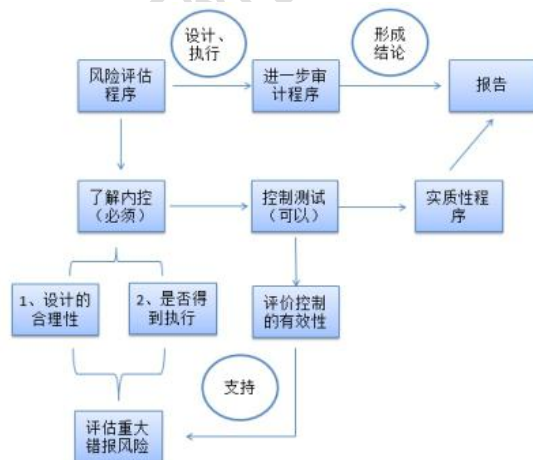 设计、
执行
形成
结论
风险评估
程序
进一步审
计程序
报告
了解内控
（必须）
控制测试
（可以）
实质性程
序
1、设计的
合理性
2、是否得
到执行
评价控制
的有效性
支持
评估重大
错报风险